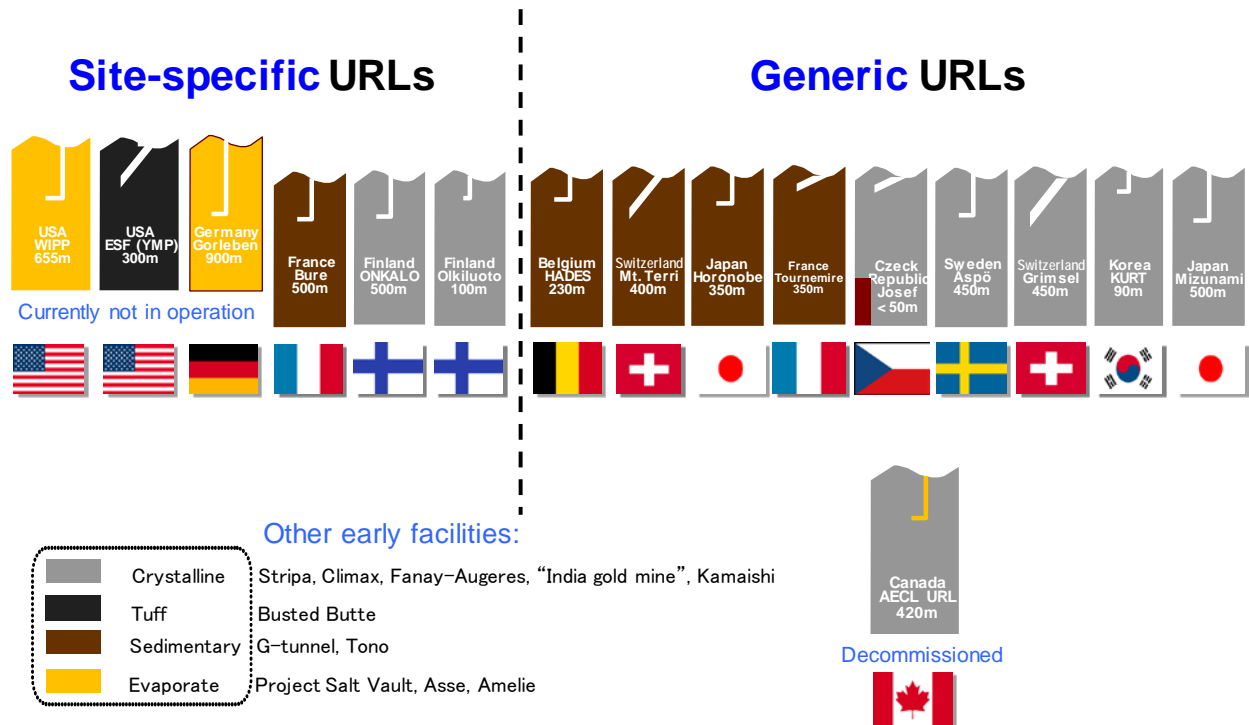 Site-specific URLs
Generic URLs
USA
WIPP
655m
USA
ESF (YMP)
300m
Germany
Gorleben
900m
France
Bure
500m
Finland
ONKALO
500m
Finland
Olkiluoto
100m
Belgium
HADES
230m
Switzerland
Mt. Terri
400m
Japan
Horonobe
350m
France
Tournemire
350m
Czeck
Republic
Josef
< 50m
Sweden
Aspö
450m
Switzerland
Grimsel
450m
Korea
KURT
90m
Japan
Mizunami
500m
Currently not in operation
Other early facilities:
Crystalline Stripa, Climax, Fanay-Augeres, “India gold mine”, Kamaishi
Tuff Busted Butte
Sedimentary G-tunnel, Tono
Evaporate Project Salt Vault, Asse, Amelie
Canada
AECL URL
420m
Decommissioned